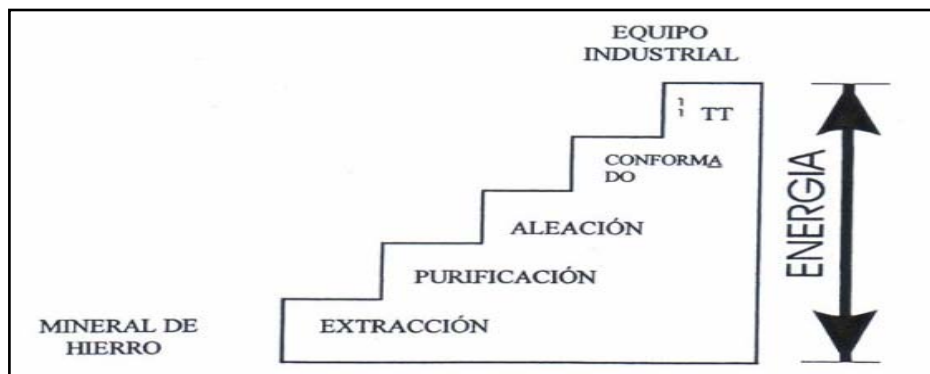 EQUIPO
INDUSTRIAL
TT
CONFORMA
DO
ALEACIÓN
PURIFICACIÓN
EXTRACCIÓN
MINERAL DE
HIERRO
ENERGIA